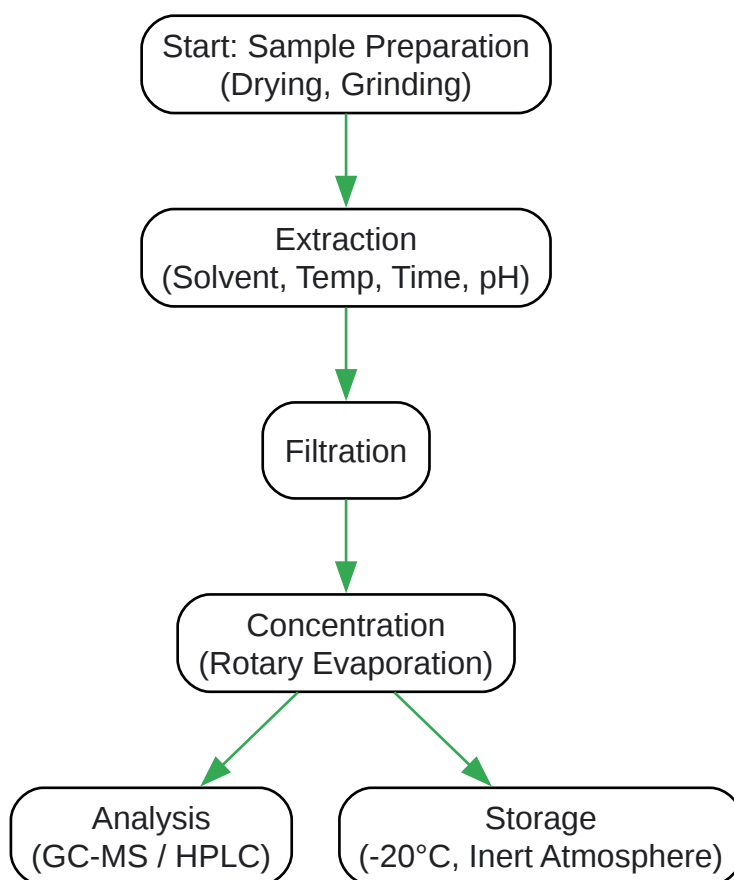 Start: Sample Preparation
(Drying, Grinding)
Extraction
(Solvent, Temp, Time, pH)
Filtration
Concentration
(Rotary Evaporation)
Analysis
(GC-MS / HPLC)
Storage
(-20°C, Inert Atmosphere)